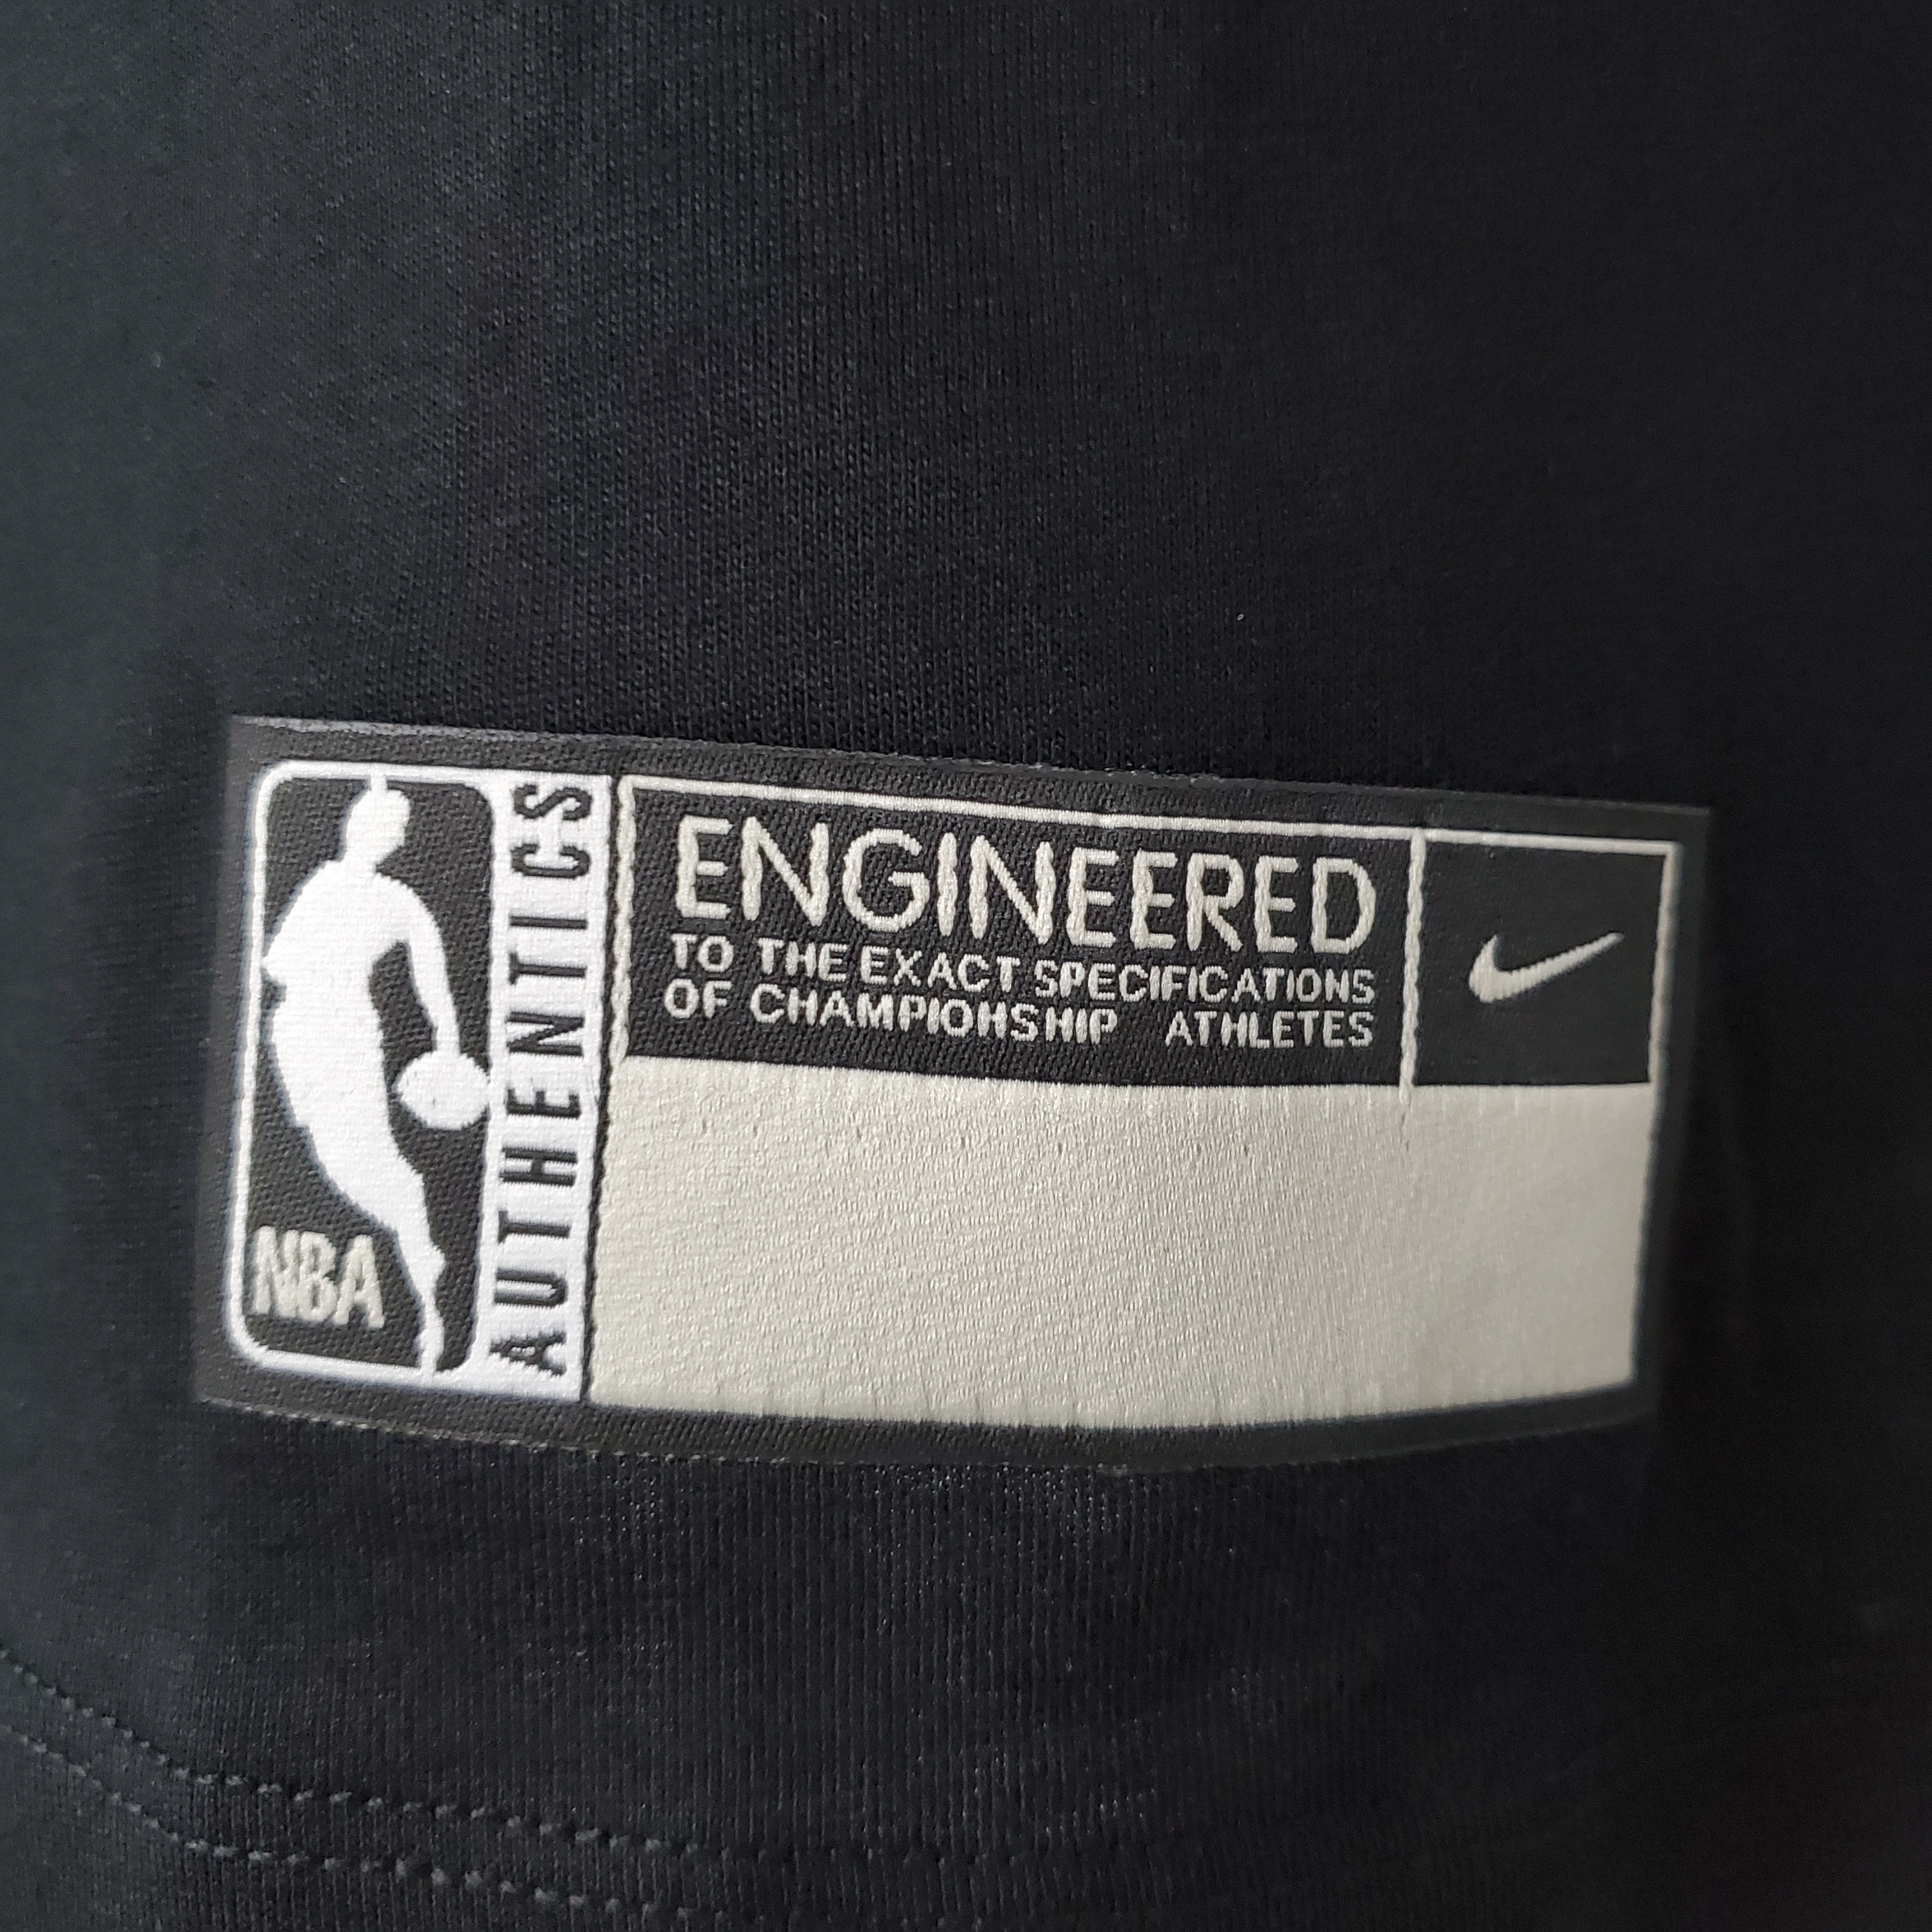 NBA
AUTHENTICS
ENGINEERED
TO THE EXACT SPECIFICATIONS
OF CHAMPIOHSHIP ATHLETES